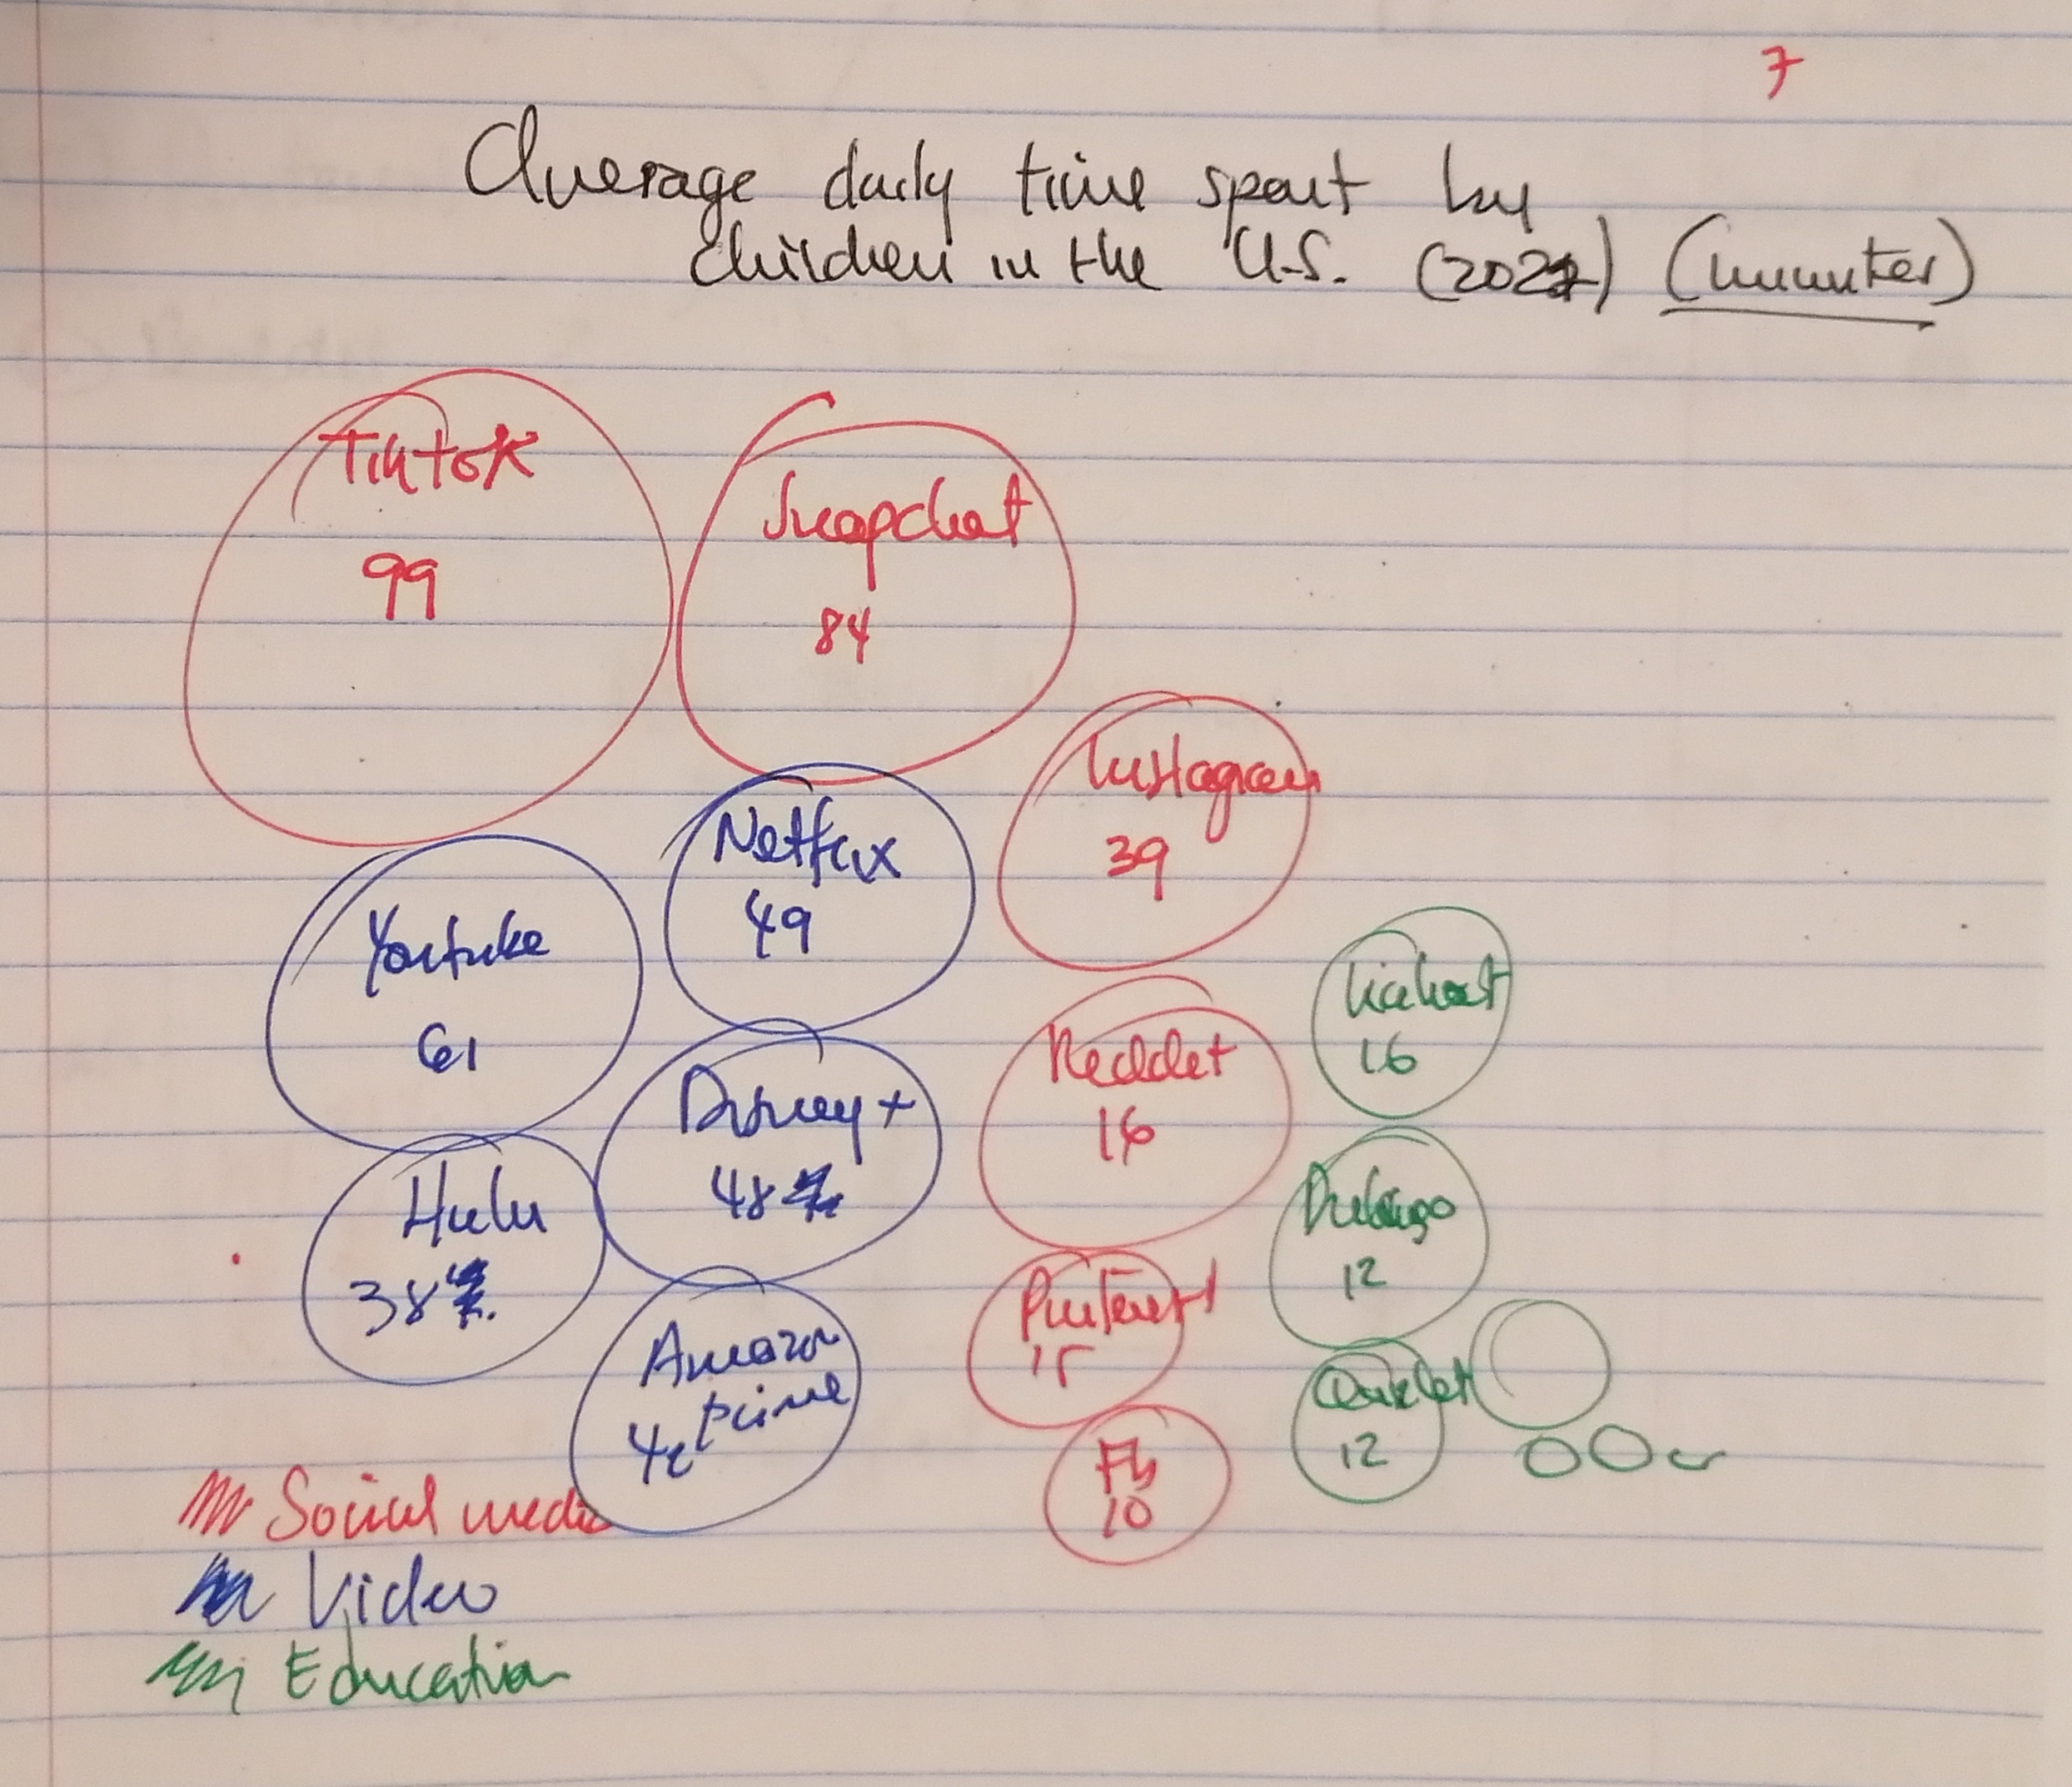 7
Average daily time spent by
children in the U.S. (2022) (minutes)
Tiktok
99
Snapchat
84
Instagram
39
Netflix
49
Youtube
61
Kahoot
16
Reddit
16
Disney +
48
Hulu
38
Duolingo
12
Pinterest
15
Amazon
prime
42
Quizlet
12
Fb
10
Social media
Video
Education